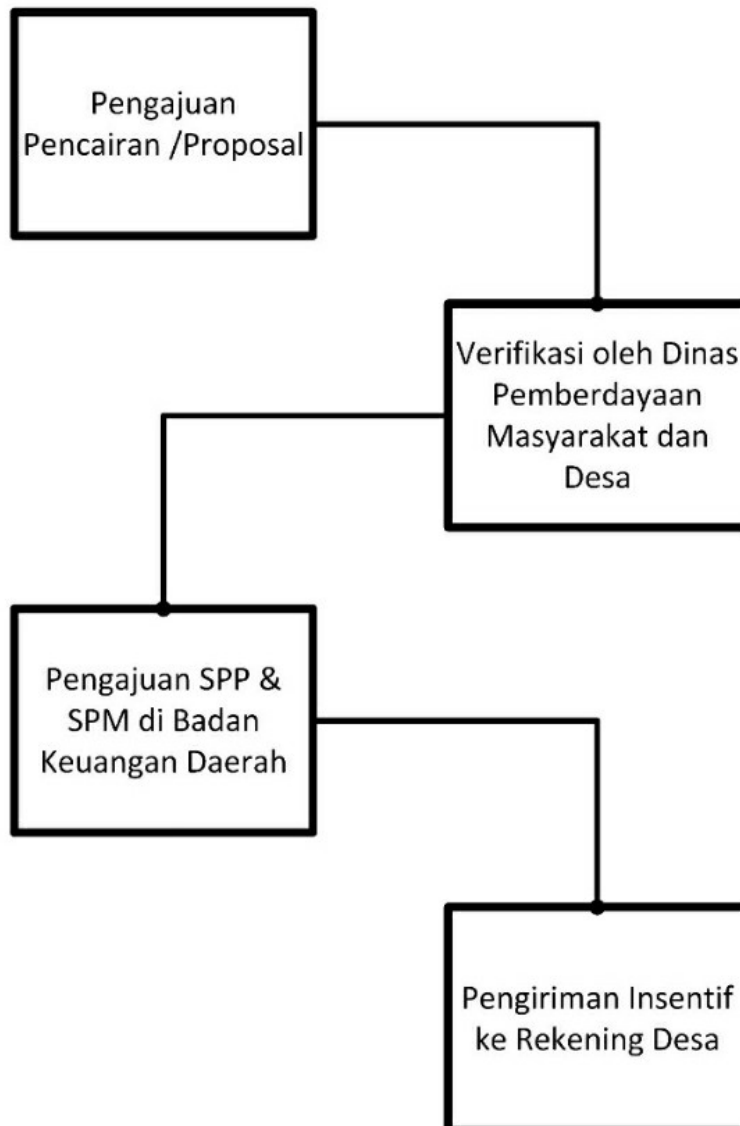 Pengajuan
Pencairan /Proposal
Verifikasi oleh Dinas
Pemberdayaan
Masyarakat dan
Desa
Pengajuan SPP &
SPM di Badan
Keuangan Daerah
Pengiriman Insentif
ke Rekening Desa